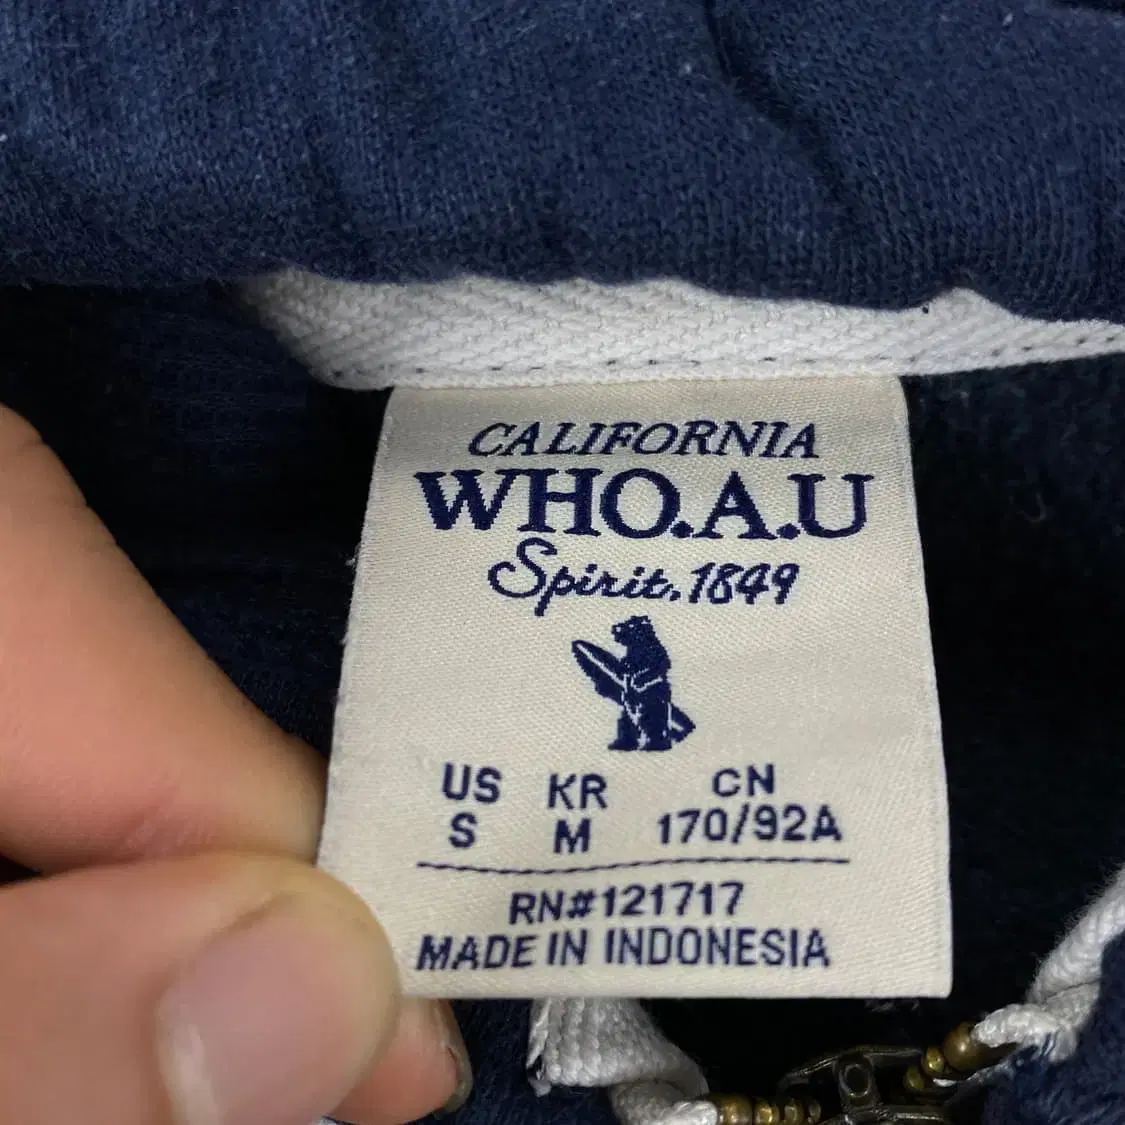 CALIFORNIA
WHO.A.U
Spirit.1849
US KR CN
S M 170/92A
RN#121717
MADE IN INDONESIA